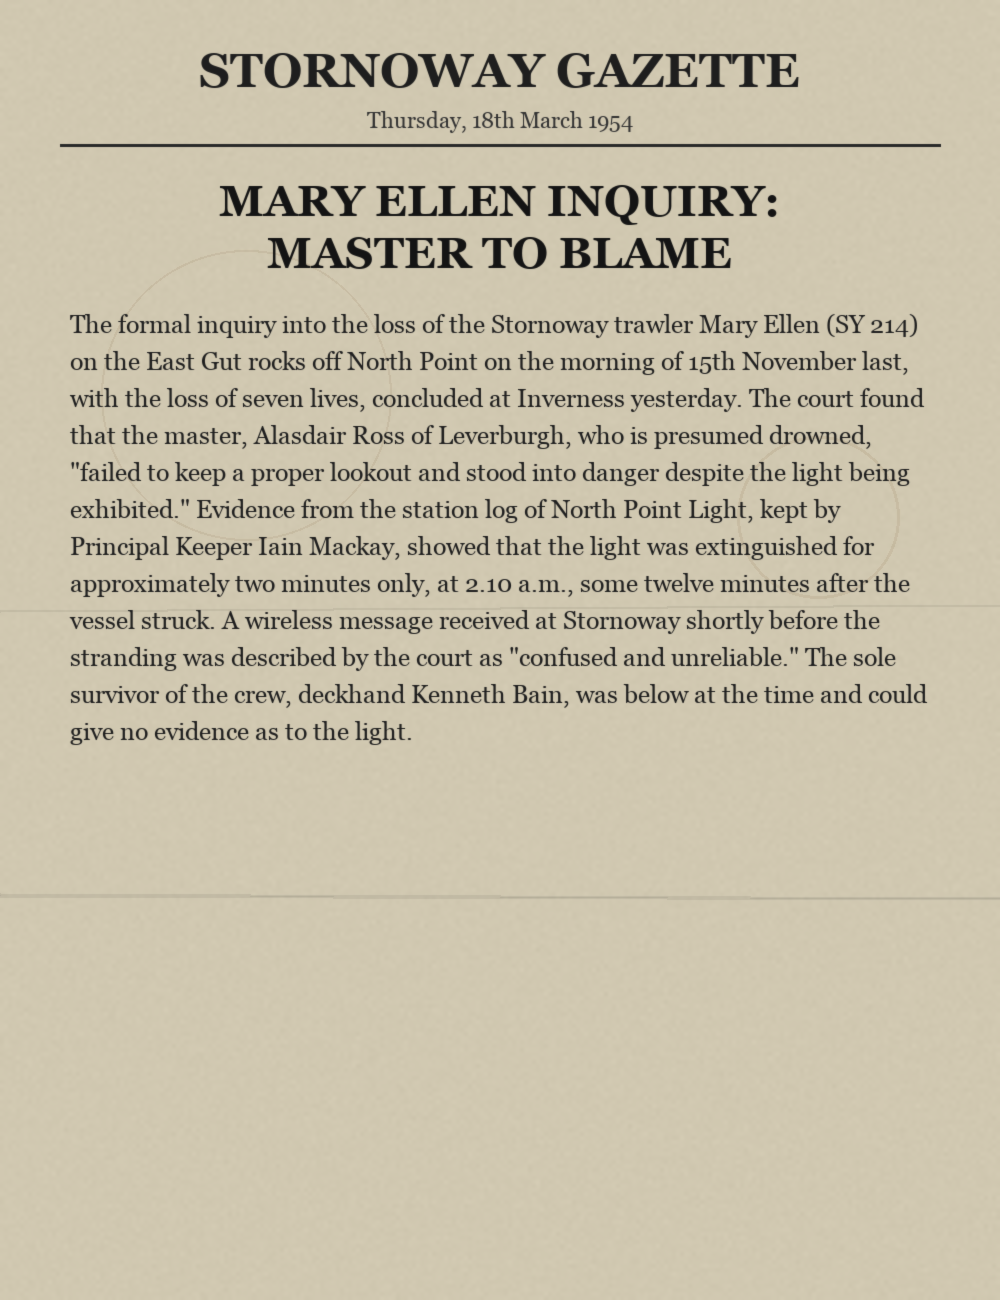 STORNOWAY GAZETTE
Thursday, 18th March 1954
MARY ELLEN INQUIRY:
MASTER TO BLAME
The formal inquiry into the loss of the Stornoway trawler Mary Ellen (SY 214)
on the East Gut rocks off North Point on the morning of 15th November last,
with the loss of seven lives, concluded at Inverness yesterday. The court found
that the master, Alasdair Ross of Leverburgh, who is presumed drowned,
"failed to keep a proper lookout and stood into danger despite the light being
exhibited." Evidence from the station log of North Point Light, kept by
Principal Keeper Iain Mackay, showed that the light was extinguished for
approximately two minutes only, at 2.10 a.m., some twelve minutes after the
vessel struck. A wireless message received at Stornoway shortly before the
stranding was described by the court as "confused and unreliable." The sole
survivor of the crew, deckhand Kenneth Bain, was below at the time and could
give no evidence as to the light.